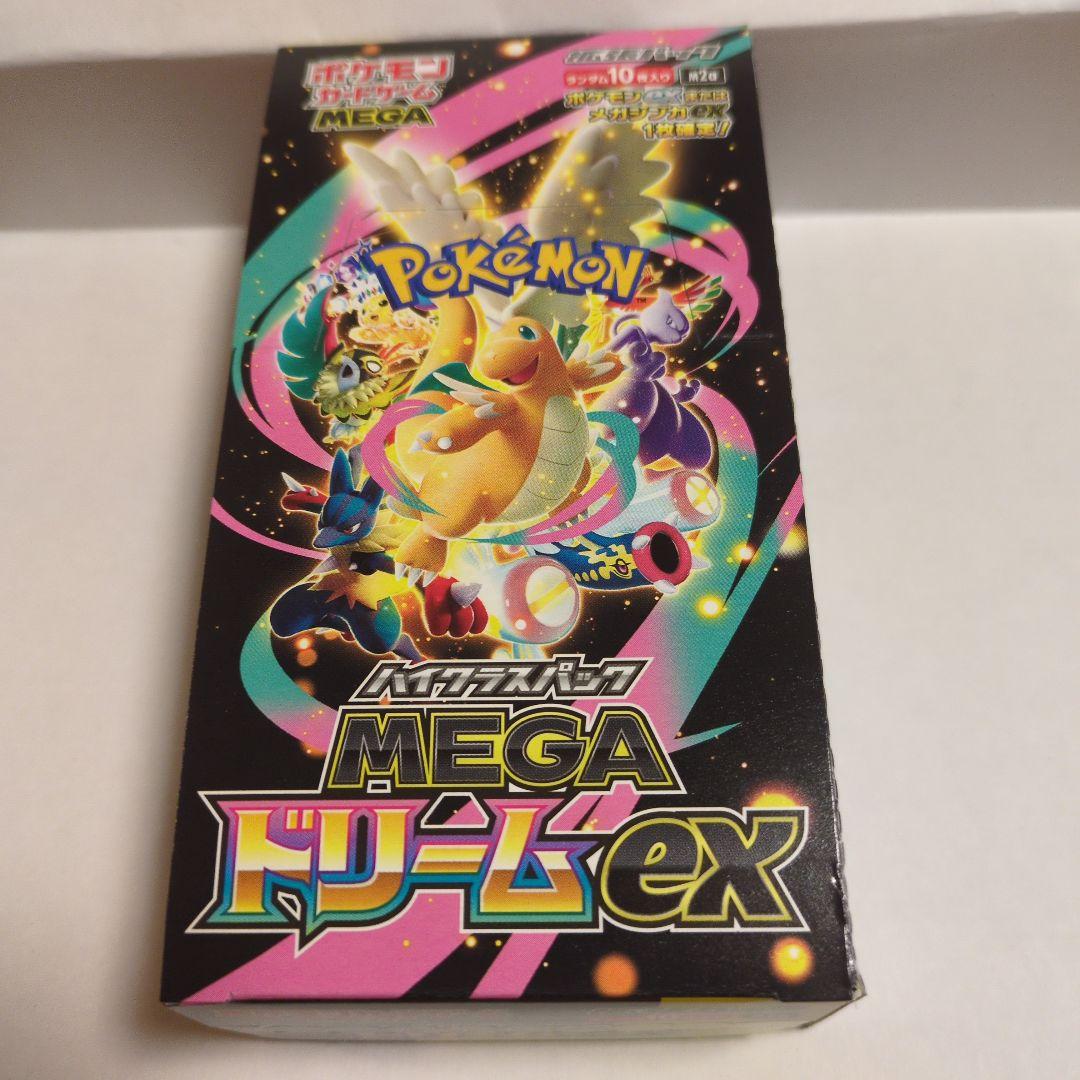 ポケモン
カードゲーム
MEGA
拡張パック
ランダム10枚入り
ポケモンexまたは
メガシンカex
1枚確定!
POKéMON
TM
ハイクラスパック
MEGA
ドリームex